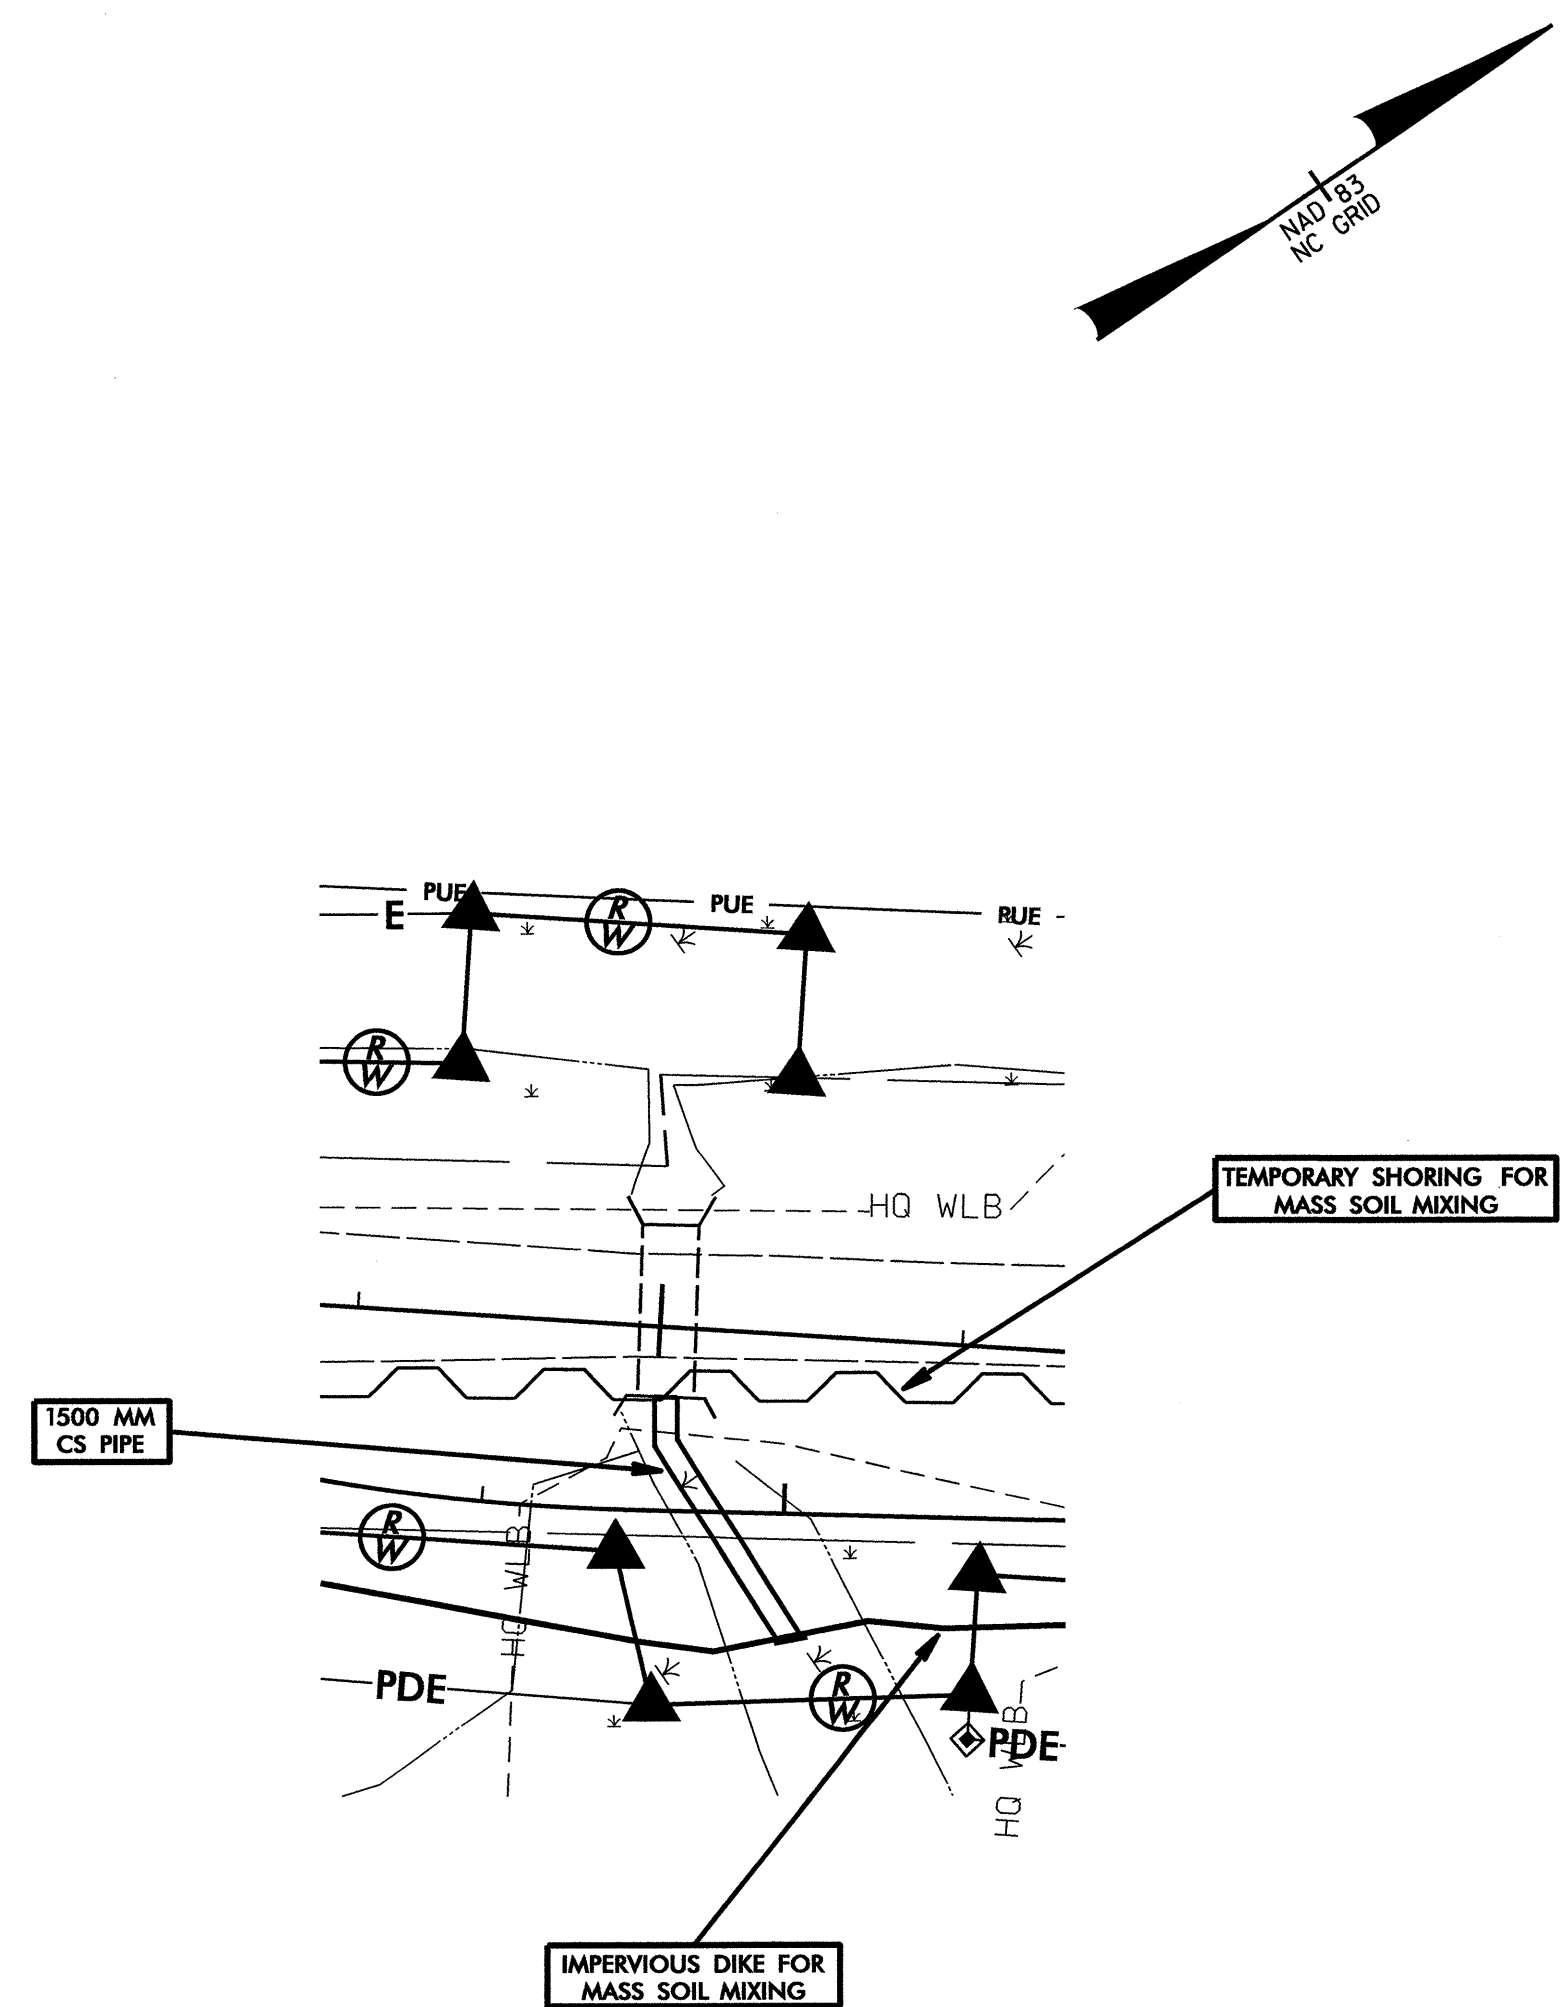 NAD 83
NC GRID
PUE
PUE
PUE
E
R
W
R
W
HQ WLB
TEMPORARY SHORING FOR
MASS SOIL MIXING
1500 MM
CS PIPE
R
W
HQ WLB
PDE
R
W
PDE
HQ WLB
IMPERVIOUS DIKE FOR
MASS SOIL MIXING